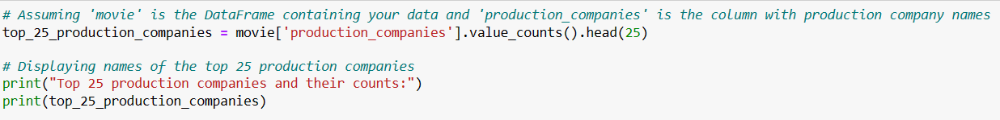 # Assuming 'movie' is the DataFrame containing your data and 'production_companies' is the column with production company names
top_25_production_companies = movie['production_companies'].value_counts().head(25)
# Displaying names of the top 25 production companies
print("Top 25 production companies and their counts:")
print(top_25_production_companies)